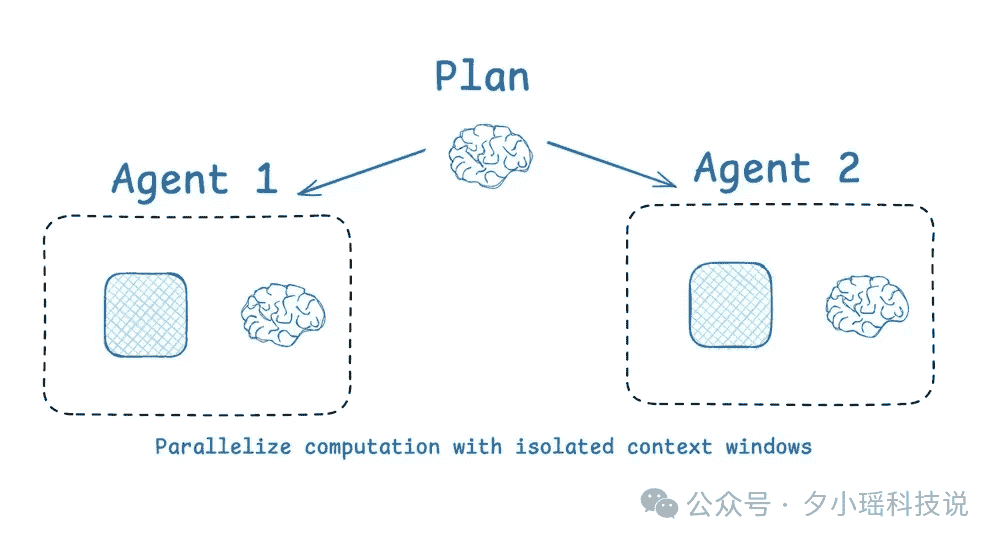 Plan
Agent 1
Agent 2
Parallelize computation with isolated context windows
公众号 · 夕小瑶科技说